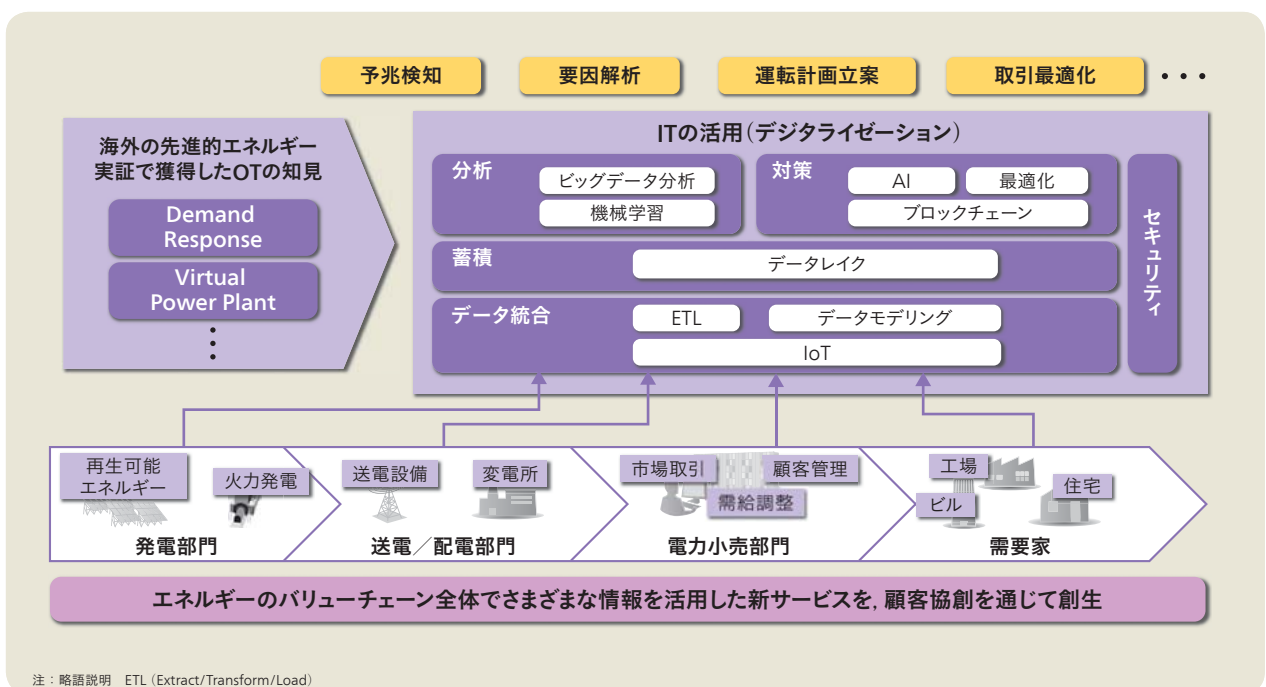 予兆検知
要因解析
運転計画立案
取引最適化
・・・
海外の先進的エネルギー
実証で獲得したOTの知見
Demand
Response
Virtual
Power Plant
ITの活用（デジタライゼーション）
分析
ビッグデータ分析
機械学習
対策
AI
最適化
ブロックチェーン
蓄積
データレイク
データ統合
ETL
データモデリング
IoT
セキュリティ
再生可能
エネルギー
火力発電
発電部門
送電設備
変電所
送電／配電部門
市場取引
顧客管理
需給調整
電力小売部門
工場
ビル
住宅
需要家
エネルギーのバリューチェーン全体でさまざまな情報を活用した新サービスを，顧客協創を通じて創生
注：略語説明　ETL（Extract/Transform/Load）